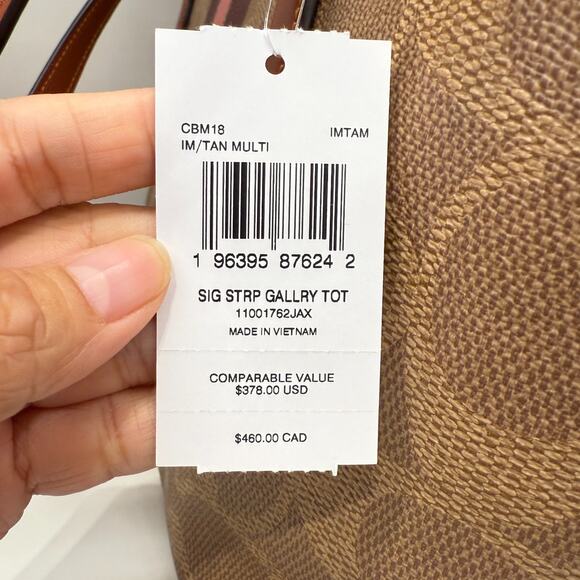 CBM18 IMTAM
IM/TAN MULTI
1 96395 87624 2
SIG STRP GALLRY TOT
11001762JAX
MADE IN VIETNAM
COMPARABLE VALUE
$378.00 USD
$460.00 CAD